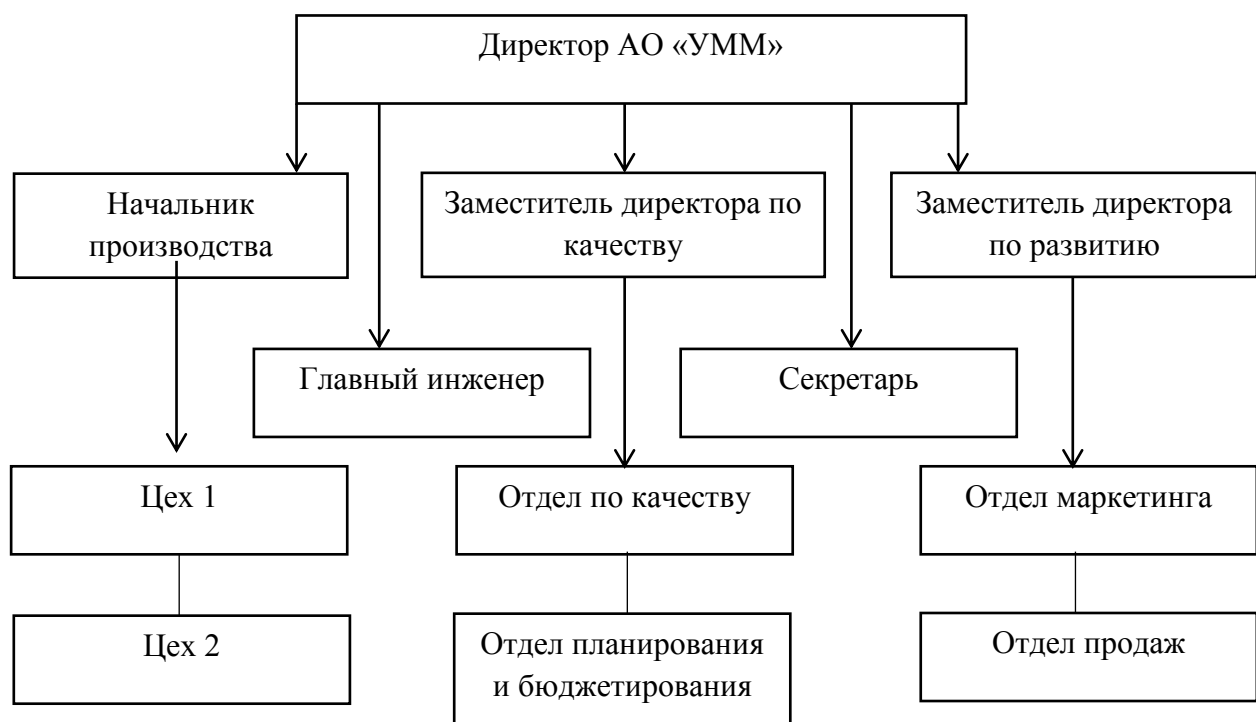 Директор АО «УММ»
Начальник
производства
Заместитель директора по
качеству
Заместитель директора
по развитию
Главный инженер
Секретарь
Цех 1
Отдел по качеству
Отдел маркетинга
Цех 2
Отдел планирования
и бюджетирования
Отдел продаж